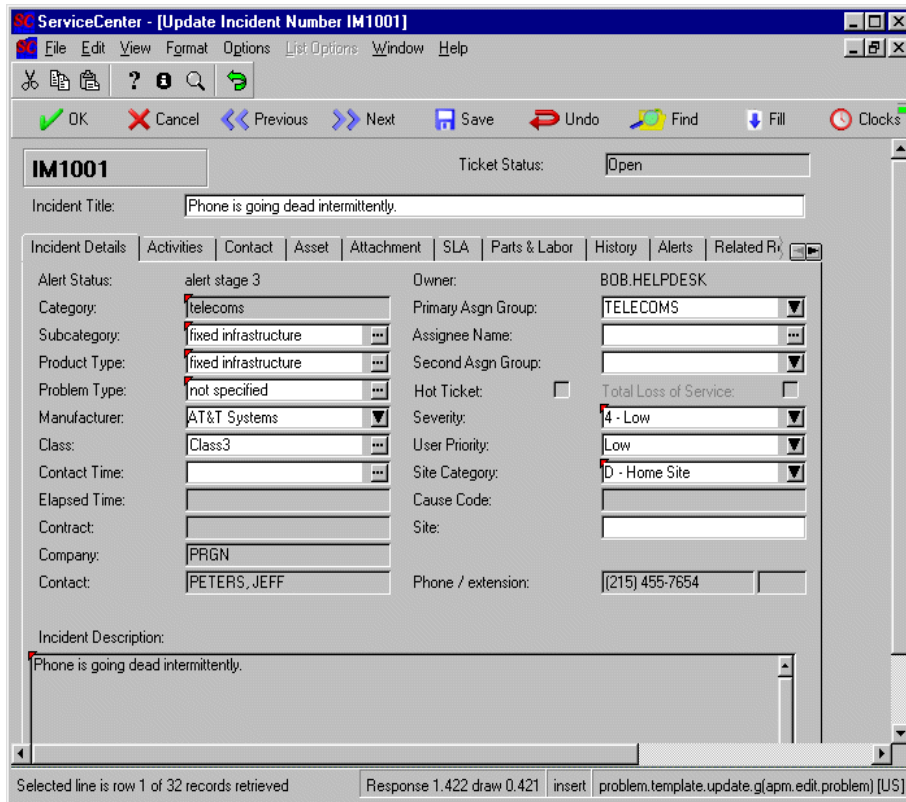 SC ServiceCenter - [Update Incident Number IM1001]
SC File Edit View Format Options List Options Window Help
OK Cancel Previous Next Save Undo Find Fill Clocks
IM1001
Ticket Status: Open
Incident Title: Phone is going dead intermittently.
Incident Details Activities Contact Asset Attachment SLA Parts & Labor History Alerts Related
Alert Status: alert stage 3 Owner: BOB.HELPDESK
Category: telecoms Primary Asgn Group: TELECOMS
Subcategory: fixed infrastructure Assignee Name:
Product Type: fixed infrastructure Second Asgn Group:
Problem Type: not specified Hot Ticket: Total Loss of Service:
Manufacturer: AT&T Systems Severity: 4 - Low
Class: Class3 User Priority: Low
Contact Time: Site Category: D - Home Site
Elapsed Time: Cause Code:
Contract: Site:
Company: PRGN
Contact: PETERS, JEFF Phone / extension: (215) 455-7654
Incident Description:
Phone is going dead intermittently.
Selected line is row 1 of 32 records retrieved Response 1.422 draw 0.421 insert problem.template.update.g(apm.edit.problem) [US]